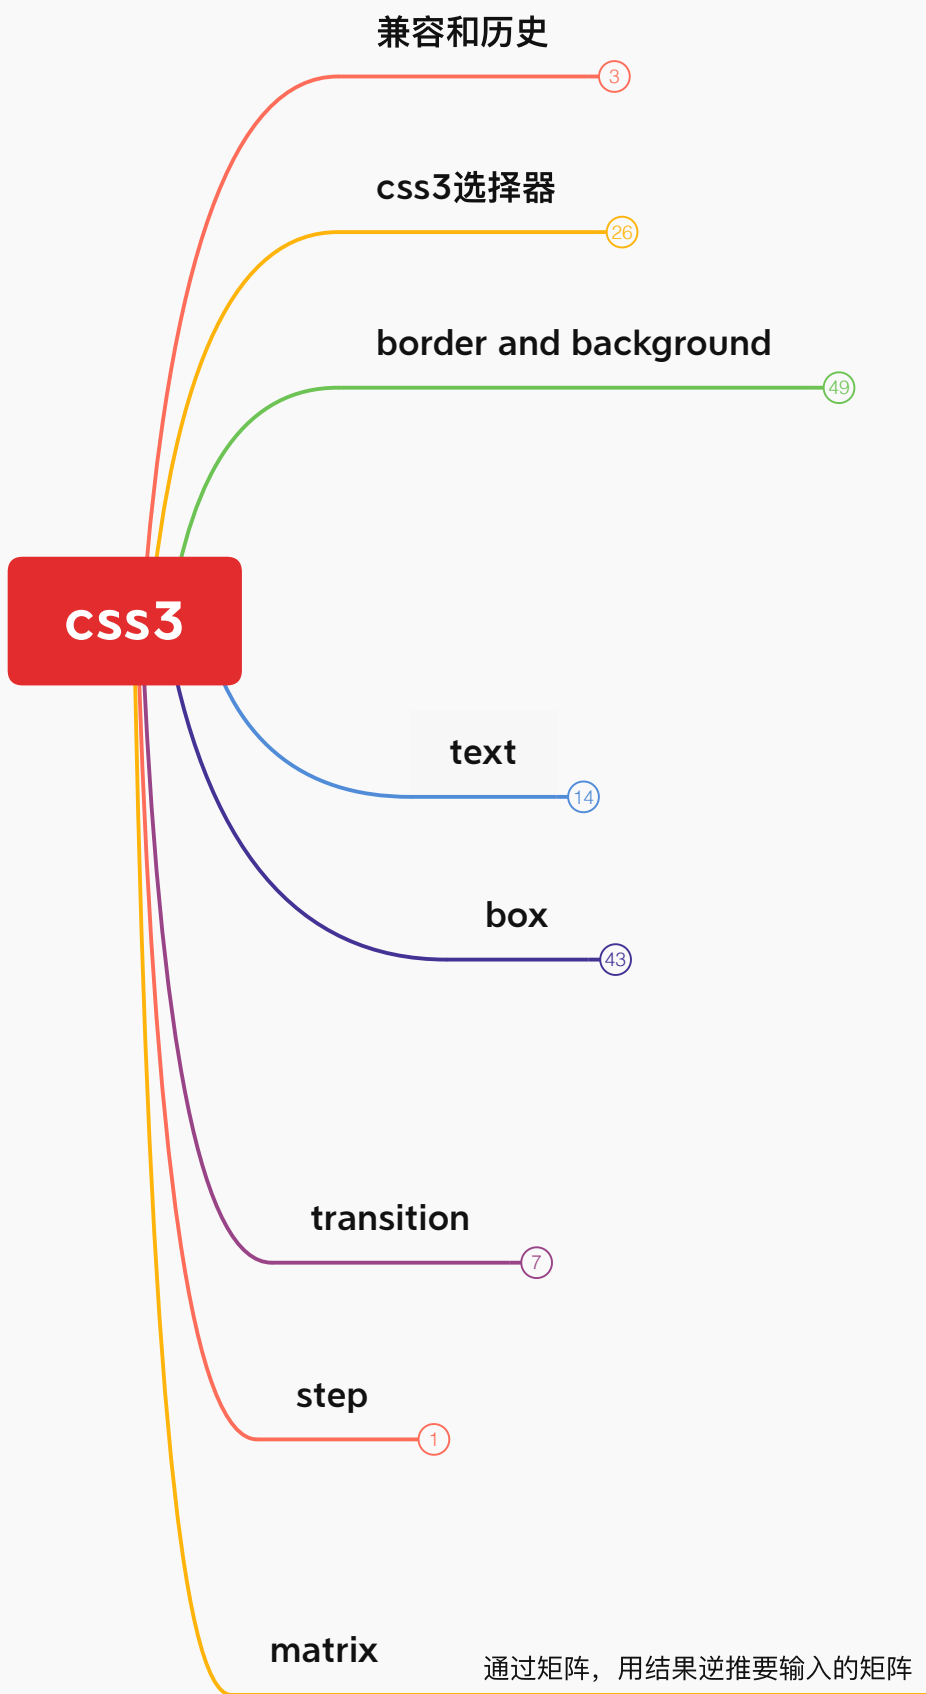 兼容和历史
3
css3选择器
26
border and background
49
css3
text
14
box
43
transition
7
step
1
matrix
通过矩阵，用结果逆推要输入的矩阵